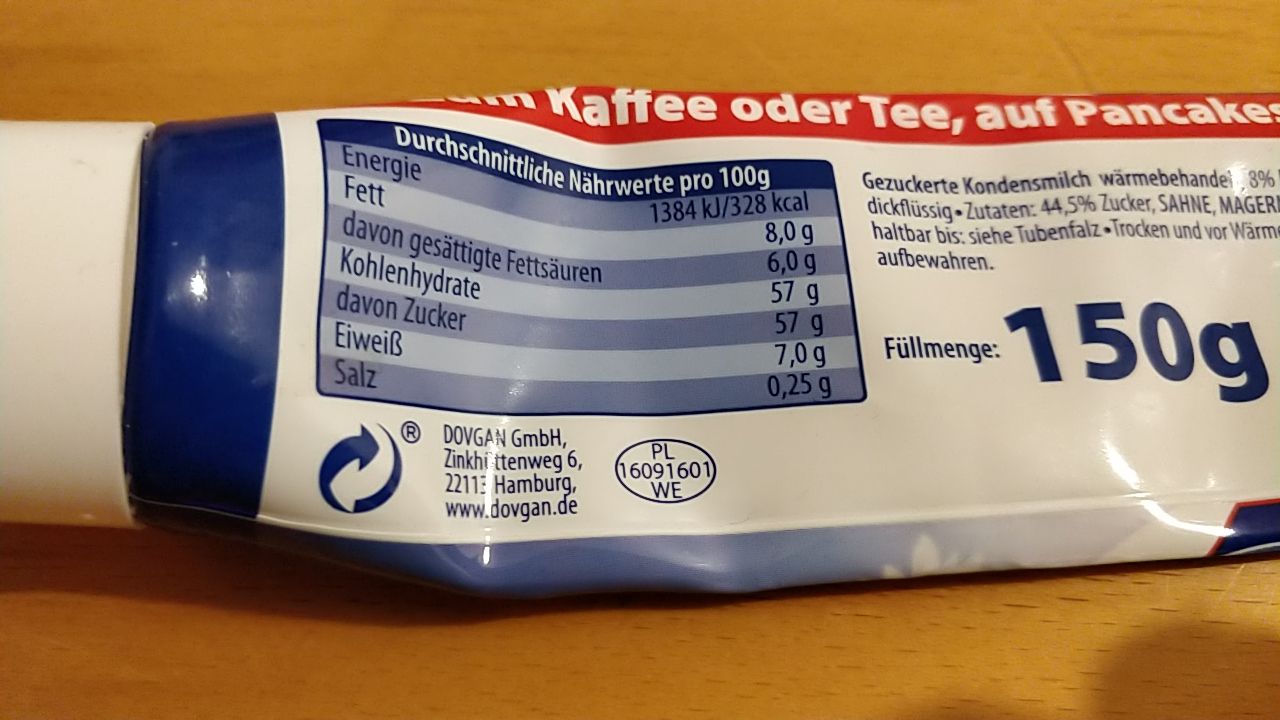 Kaffee oder Tee, auf Pancakes
Durchschnittliche Nährwerte pro 100g
Energie 1384 kJ/328 kcal
Fett 8,0 g
davon gesättigte Fettsäuren 6,0 g
Kohlenhydrate 57 g
davon Zucker 57 g
Eiweiß 7,0 g
Salz 0,25 g
Gezuckerte Kondensmilch 8%
dickflüssig • Zutaten: 44,5% Zucker, SAHNE,
haltbar bis: siehe Tubenfalz • Trocken und vor
aufbewahren.
Füllmenge: 150g
®
DOVGAN GmbH,
6,
22113 Hamburg,
www.dovgan.de
PL
16091601
WE